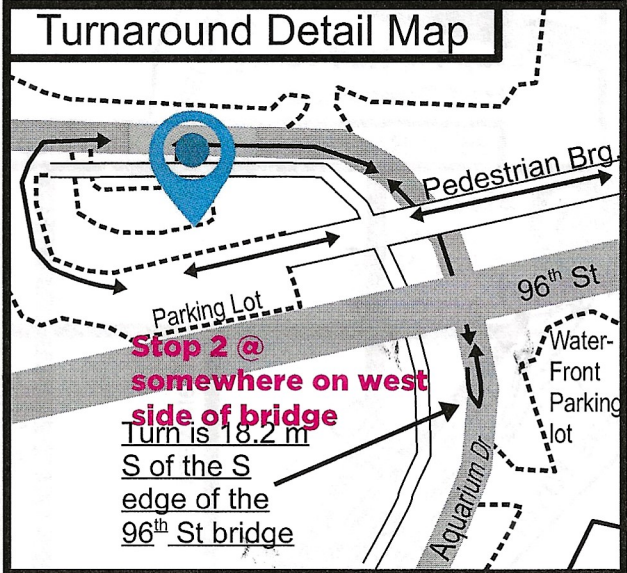 Turnaround Detail Map
Pedestrian Brg.
96th St
Parking Lot
Stop 2 @
somewhere on west
side of bridge
Water-
Front
Parking
lot
Turn is 18.2 m
S of the S
edge of the
96th St bridge
Aquarium Dr